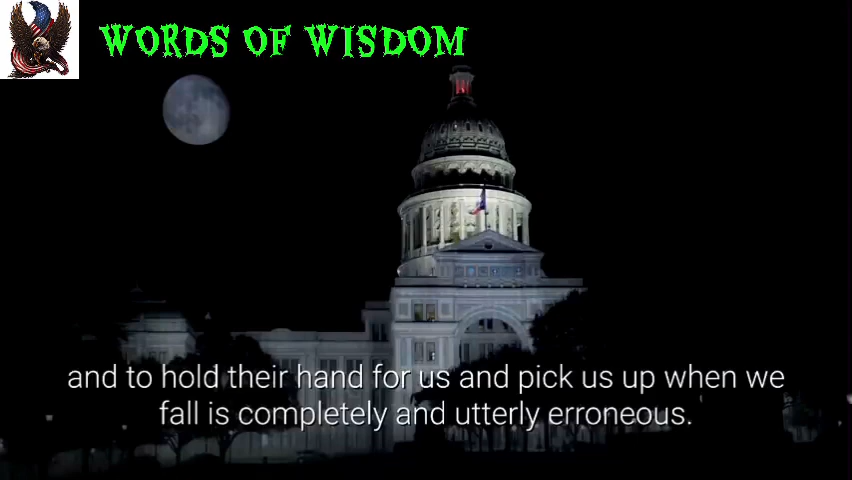 WORDS OF WISDOM
and to hold their hand for us and pick us up when we
fall is completely and utterly erroneous.